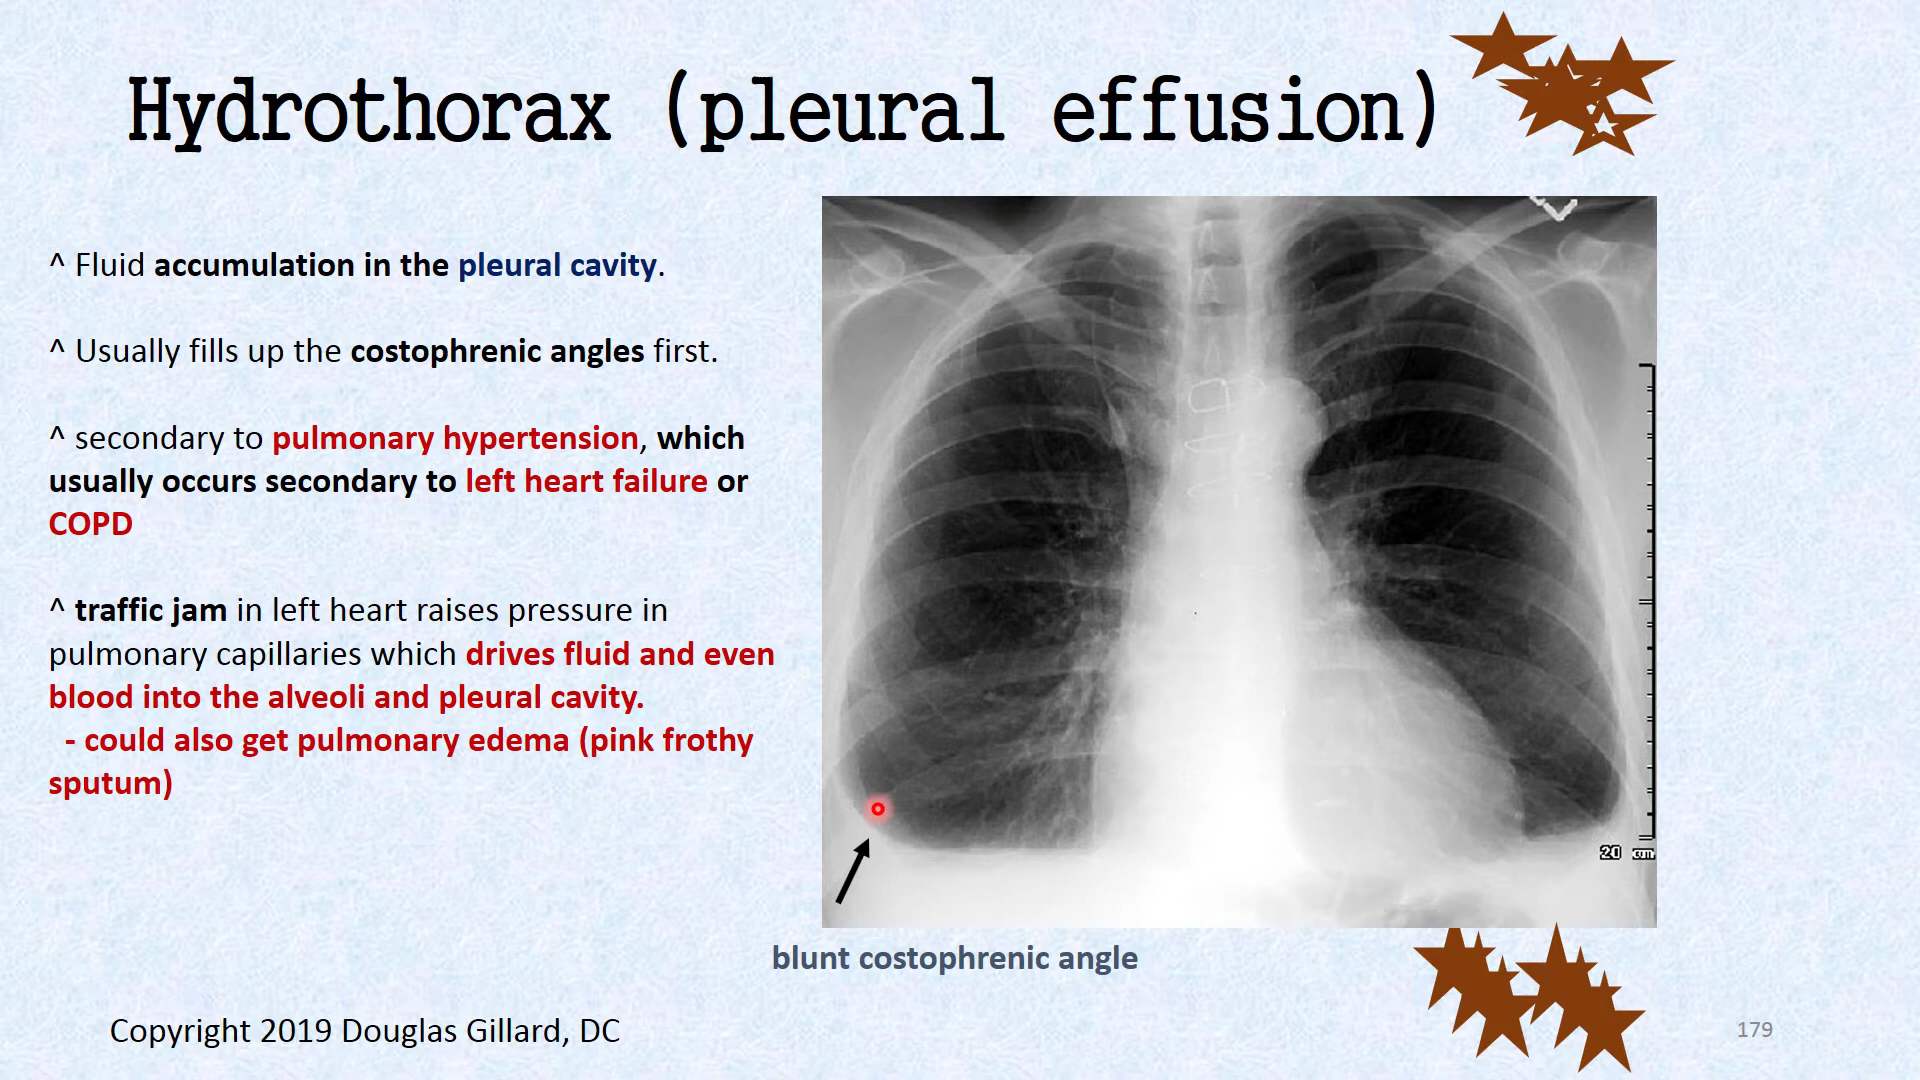 Hydrothorax (pleural effusion)
^ Fluid accumulation in the pleural cavity.
^ Usually fills up the costophrenic angles first.
^ secondary to pulmonary hypertension, which
usually occurs secondary to left heart failure or
COPD
^ traffic jam in left heart raises pressure in
pulmonary capillaries which drives fluid and even
blood into the alveoli and pleural cavity.
- could also get pulmonary edema (pink frothy
sputum)
20 cm
blunt costophrenic angle
Copyright 2019 Douglas Gillard, DC
179